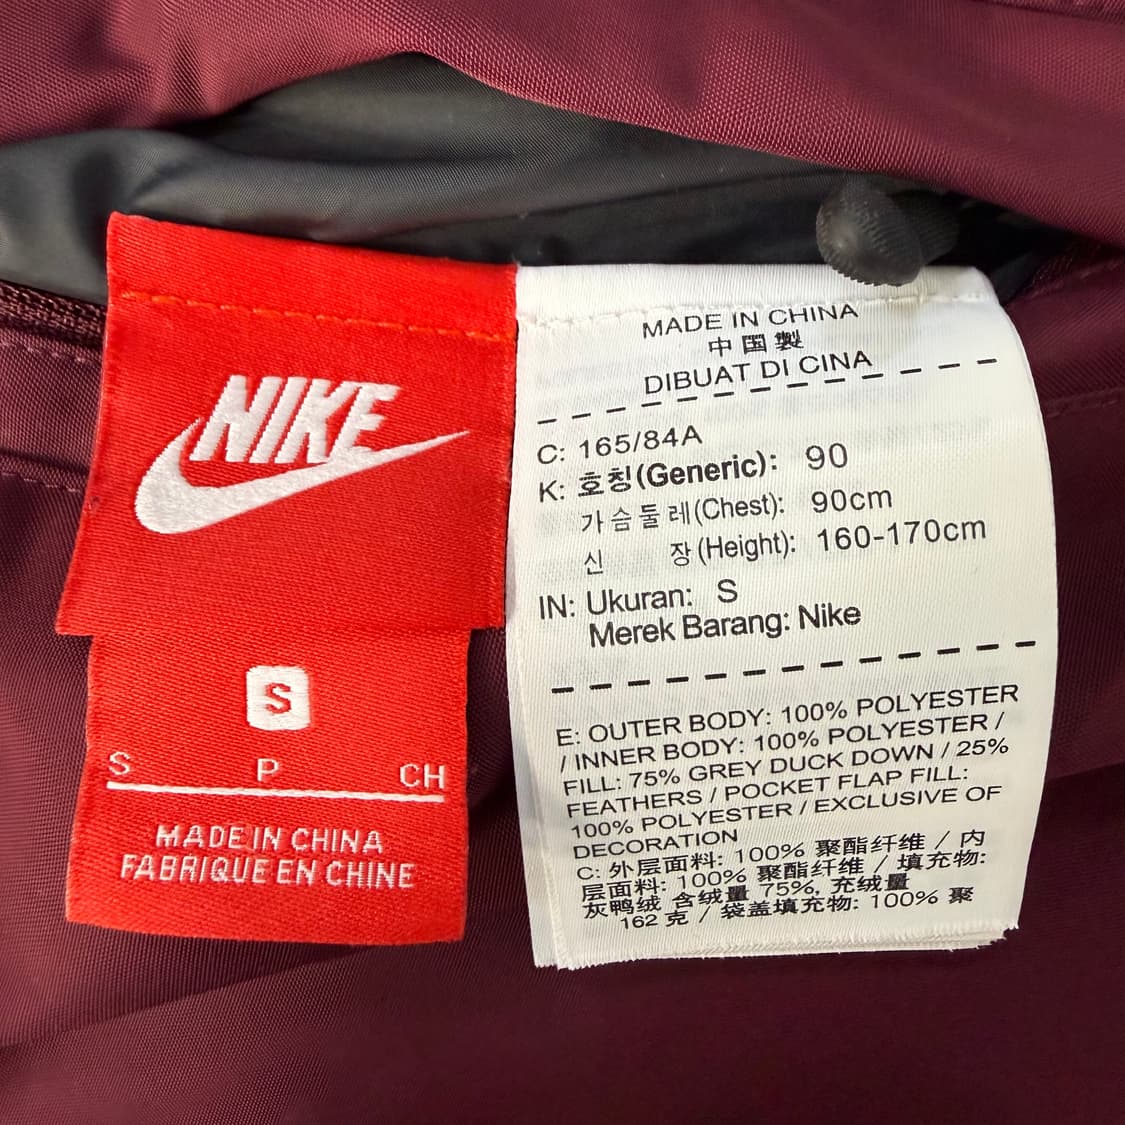 NIKE
S
S P CH
MADE IN CHINA
FABRIQUE EN CHINE
MADE IN CHINA
中国製
DIBUAT DI CINA
C: 165/84A
K: 호칭(Generic): 90
가슴둘레(Chest): 90cm
신 장(Height): 160-170cm
IN: Ukuran: S
Merek Barang: Nike
E: OUTER BODY: 100% POLYESTER
/ INNER BODY: 100% POLYESTER /
FILL: 75% GREY DUCK DOWN / 25%
FEATHERS / POCKET FLAP FILL:
100% POLYESTER / EXCLUSIVE OF
DECORATION
C: 外层面料: 100% 聚酯纤维 / 内
层面料: 100% 聚酯纤维 / 填充物:
灰鸭绒 含绒量 75%, 充绒量
162 克 / 袋盖填充物: 100% 聚